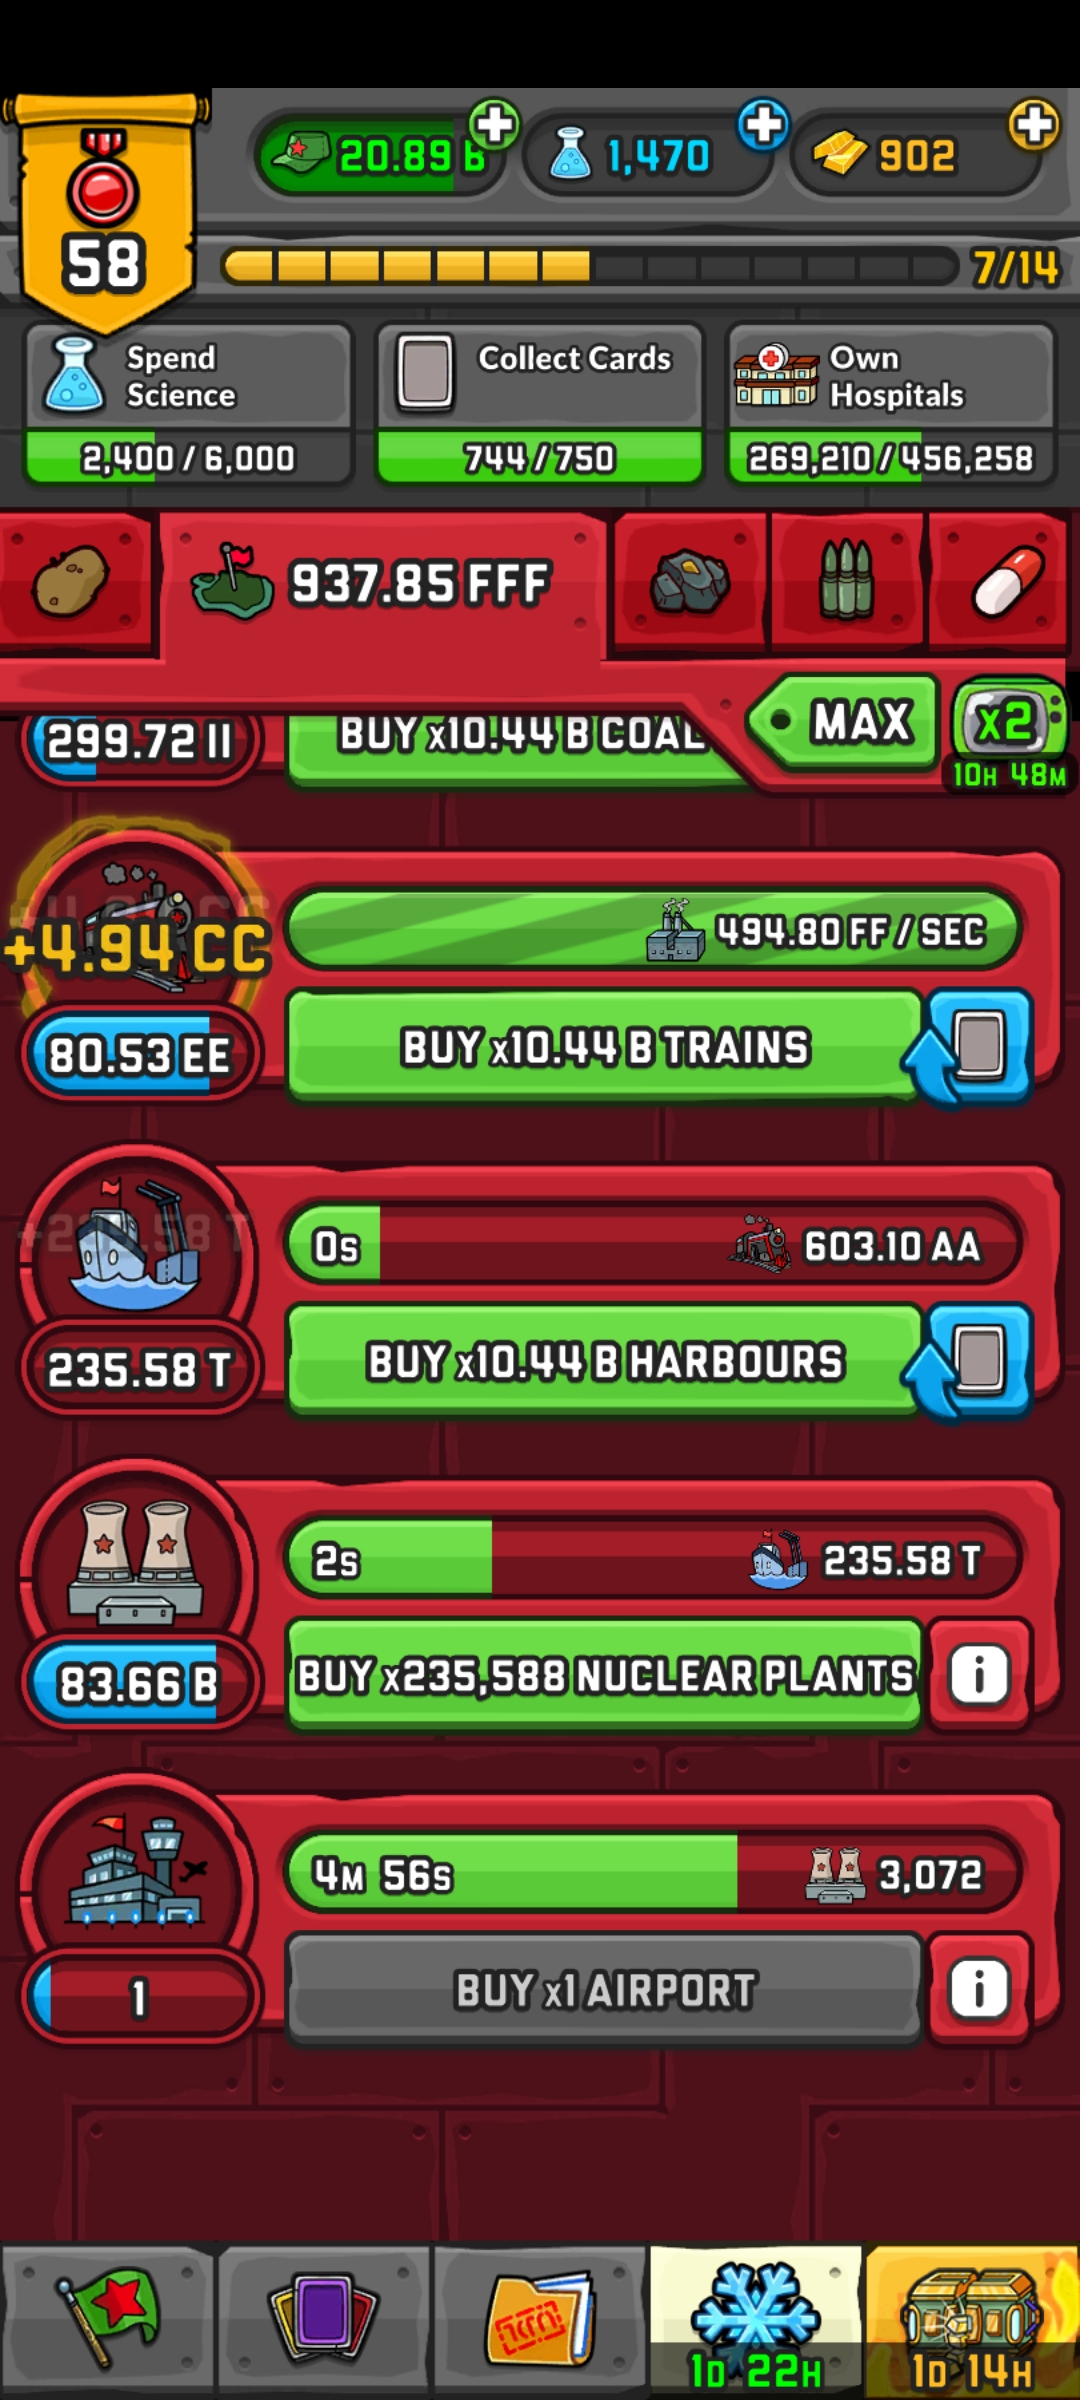 20.89 B
1,470
902
58
7/14
Spend
Science
2,400 / 6,000
Collect Cards
744 / 750
Own
Hospitals
269,210 / 456,258
937.85 FFF
MAX
x2
10H 48M
299.72 II
BUY x10.44 B COAL
+4.94 CC
494.80 FF / SEC
80.53 EE
BUY x10.44 B TRAINS
+235.58 T
0s
603.10 AA
235.58 T
BUY x10.44 B HARBOURS
2s
235.58 T
83.66 B
BUY x235,588 NUCLEAR PLANTS
i
4M 56s
3,072
1
BUY x1 AIRPORT
i
1D 22H
1D 14H